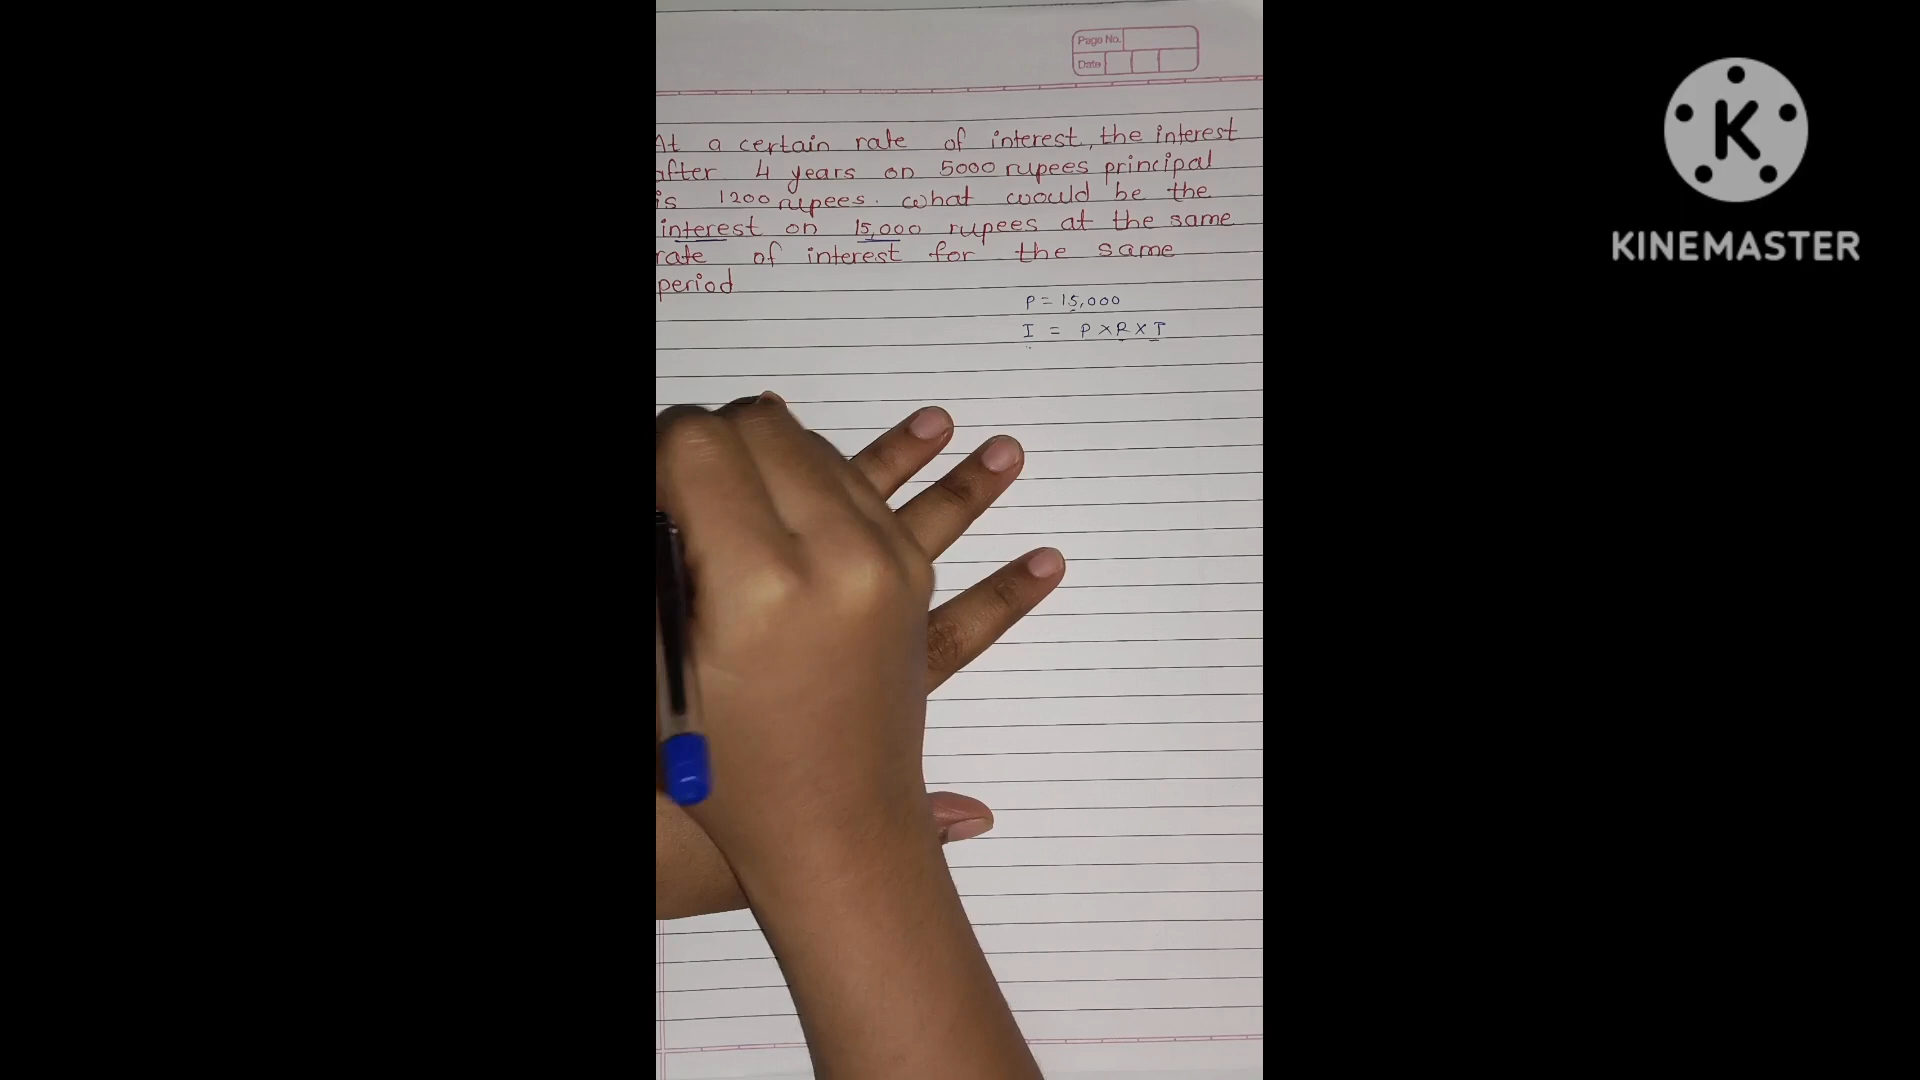 Page No.
Date
At a certain rate of interest, the interest
after 4 years on 5000 rupees principal
is 1200 rupees. what would be the
interest on 15,000 rupees at the same
rate of interest for the same
period
P = 15,000
I = P × R × T
K
KINEMASTER